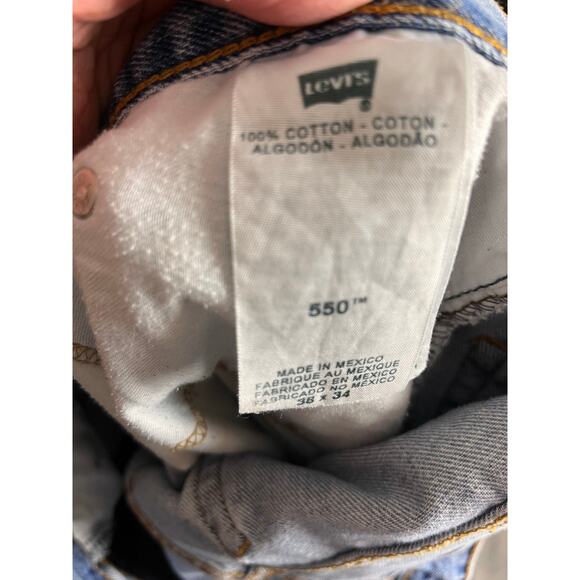 Levi's
®
100% COTTON - COTON -
ALGODÓN - ALGODÃO
550™
MADE IN MEXICO
FABRIQUE AU MEXIQUE
FABRICADO EN MEXICO
FABRICADO NO MÉXICO
38 x 34